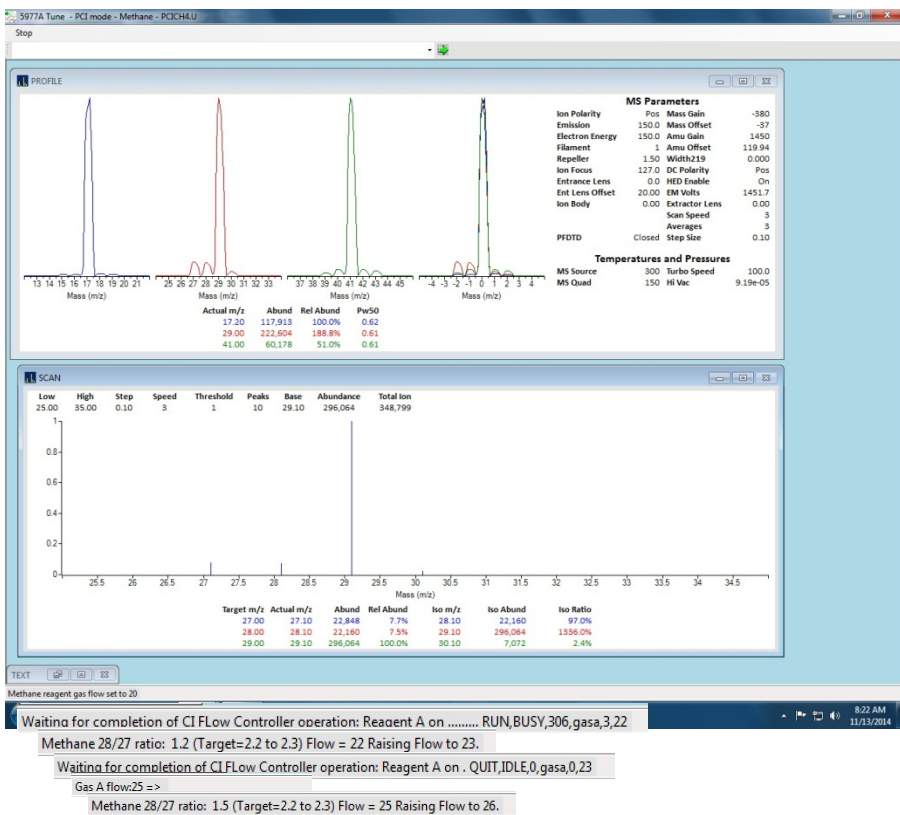 5977A Tune - PCI mode - Methane - PCICH4.U
Stop
PROFILE
MS Parameters
Ion Polarity Pos Mass Gain -380
Emission 150.0 Mass Offset -37
Electron Energy 150.0 Amu Gain 1450
Filament 1 Amu Offset 119.94
Repeller 1.50 Width219 0.000
Ion Focus 127.0 DC Polarity Pos
Entrance Lens 0.0 HED Enable On
Ent Lens Offset 20.00 EM Volts 1451.7
Ion Body 0.00 Extractor Lens 0.00
Scan Speed 3
Averages 3
PFDTD Closed Step Size 0.10
Temperatures and Pressures
MS Source 300 Turbo Speed 100.0
MS Quad 150 Hi Vac 9.19e-05
13 14 15 16 17 18 19 20 21 25 26 27 28 29 30 31 32 33 37 38 39 40 41 42 43 44 45 -4 -3 -2 -1 0 1 2 3 4
Mass (m/z) Mass (m/z) Mass (m/z) Mass (m/z)
Actual m/z Abund Rel Abund Pw50
17.20 117,913 100.0% 0.62
29.00 222,604 188.8% 0.61
41.00 60,178 51.0% 0.61
SCAN
Low High Step Speed Threshold Peaks Base Abundance Total Ion
25.00 35.00 0.10 3 1 10 29.10 296,064 348,799
1
0.8
0.6
0.4
0.2
0
25.5 26 26.5 27 27.5 28 28.5 29 29.5 30 30.5 31 31.5 32 32.5 33 33.5 34 34.5
Mass (m/z)
Target m/z Actual m/z Abund Rel Abund Iso m/z Iso Abund Iso Ratio
27.00 27.10 22,848 7.7% 28.10 22,160 97.0%
28.00 28.10 22,160 7.5% 29.10 296,064 1336.0%
29.00 29.10 296,064 100.0% 30.10 7,072 2.4%
TEXT
Methane reagent gas flow set to 20
8:22 AM
11/13/2014
Waiting for completion of CI FLow Controller operation: Reagent A on ......... RUN,BUSY,306,gasa,3,22
Methane 28/27 ratio: 1.2 (Target=2.2 to 2.3) Flow = 22 Raising Flow to 23.
Waiting for completion of CI FLow Controller operation: Reagent A on . QUIT,IDLE,0,gasa,0,23
Gas A flow:25 =>
Methane 28/27 ratio: 1.5 (Target=2.2 to 2.3) Flow = 25 Raising Flow to 26.